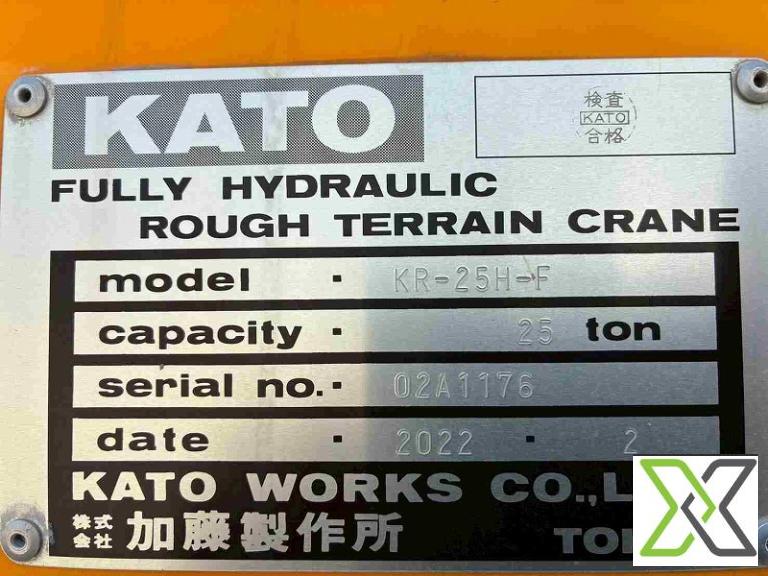 KATO
検査
KATO
合格
FULLY HYDRAULIC
ROUGH TERRAIN CRANE
model · KR-25H-F
capacity · 25 ton
serial no. · 02A1176
date · 2022 · 2
KATO WORKS CO.,L
株式会社 加藤製作所 TO